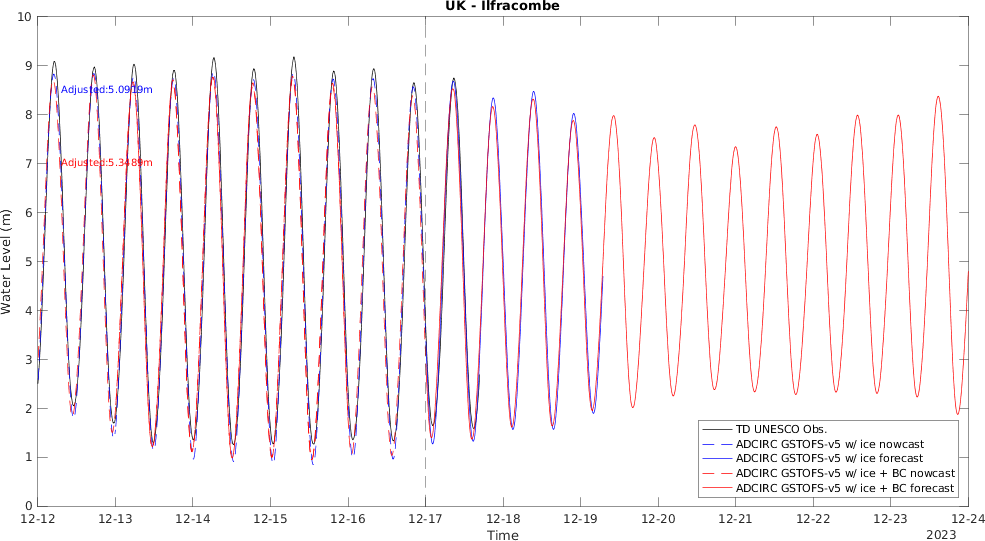 UK - Ilfracombe
10
9
8
7
6
5
4
3
2
1
0
Water Level (m)
Adjusted:5.0919m
Adjusted:5.3489m
TD UNESCO Obs.
ADCIRC GSTOFS-v5 w/ ice nowcast
ADCIRC GSTOFS-v5 w/ ice forecast
ADCIRC GSTOFS-v5 w/ ice + BC nowcast
ADCIRC GSTOFS-v5 w/ ice + BC forecast
12-12 12-13 12-14 12-15 12-16 12-17 12-18 12-19 12-20 12-21 12-22 12-23 12-24
Time
2023